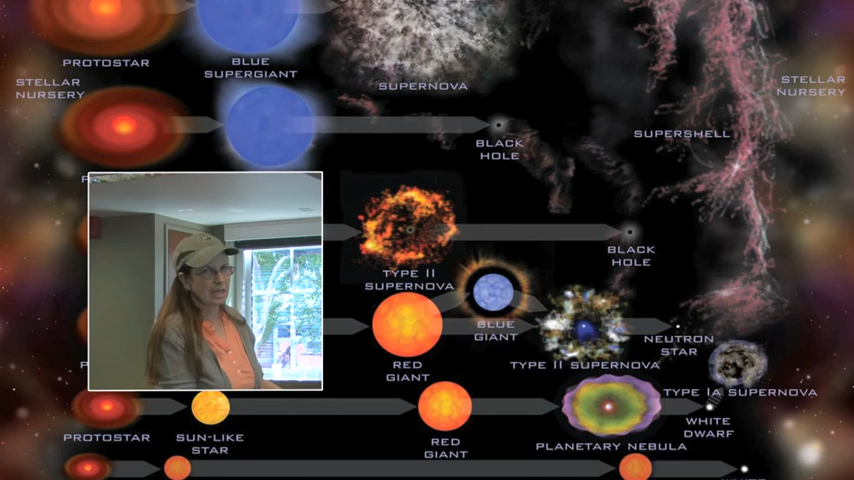 PROTOSTAR
BLUE
SUPERGIANT
SUPERNOVA
STELLAR
NURSERY
STELLAR
NURSERY
BLACK
HOLE
SUPERSHELL
TYPE II
SUPERNOVA
BLACK
HOLE
BLUE
GIANT
RED
GIANT
TYPE II SUPERNOVA
NEUTRON
STAR
TYPE IA SUPERNOVA
PROTOSTAR
SUN-LIKE
STAR
RED
GIANT
PLANETARY NEBULA
WHITE
DWARF